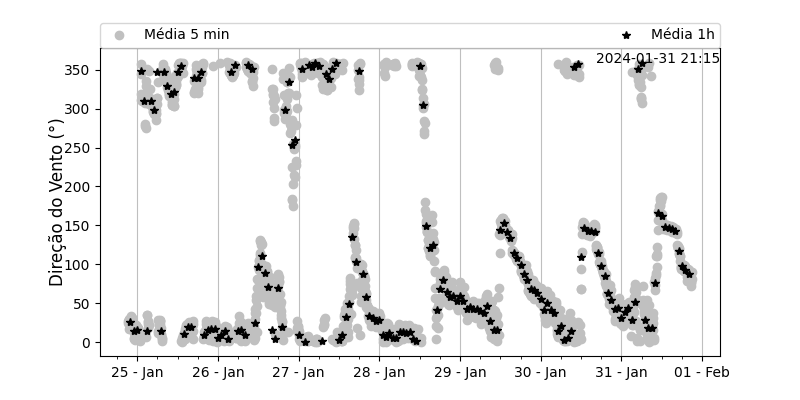 Média 5 min
Média 1h
2024-01-31 21:15
Direção do Vento (°)
350
300
250
200
150
100
50
0
25 - Jan
26 - Jan
27 - Jan
28 - Jan
29 - Jan
30 - Jan
31 - Jan
01 - Feb